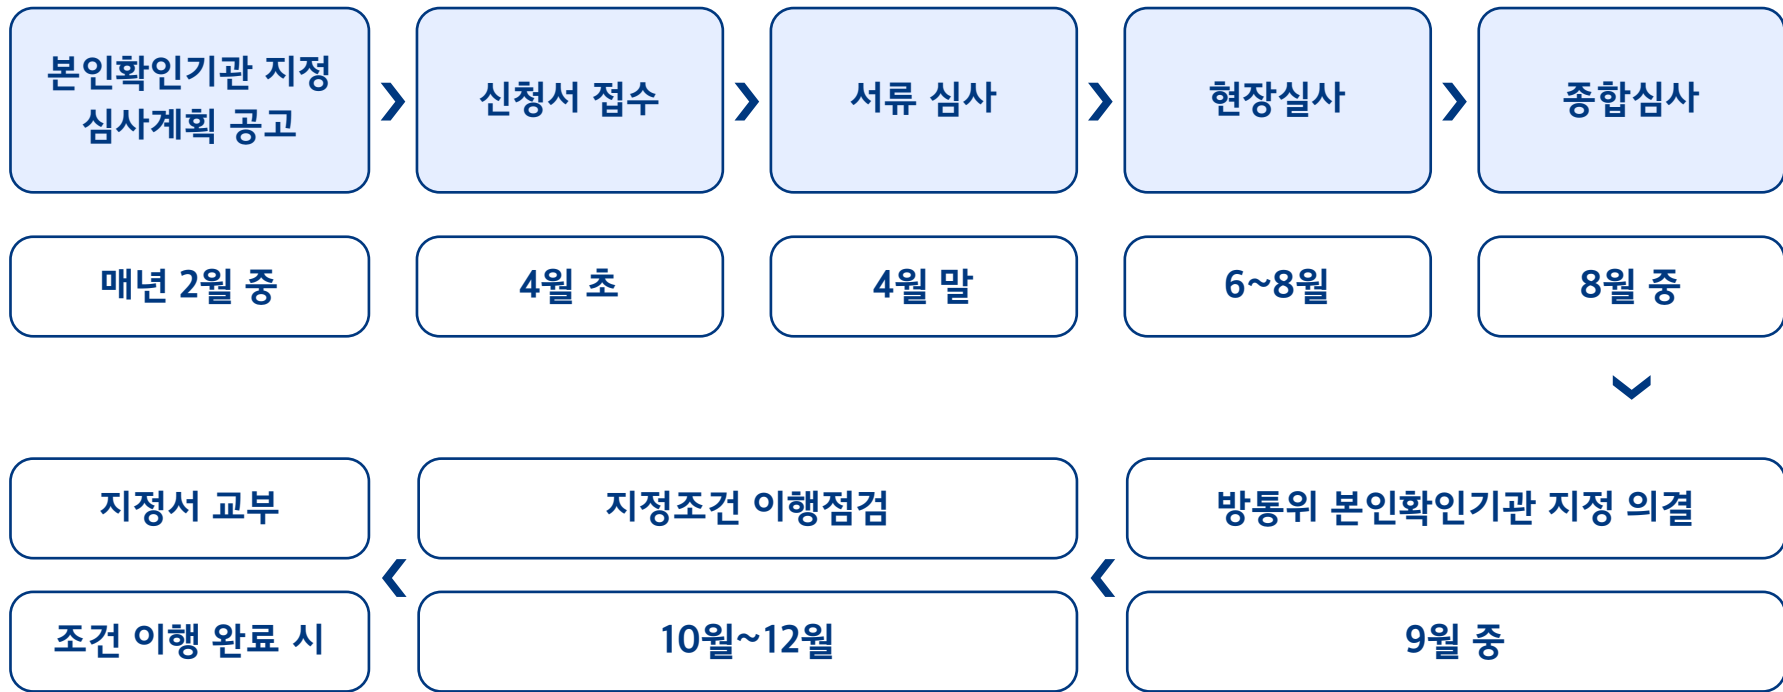 본인확인기관 지정
심사계획 공고
신청서 접수
서류 심사
현장실사
종합심사
매년 2월 중
4월 초
4월 말
6~8월
8월 중
방통위 본인확인기관 지정 의결
9월 중
지정조건 이행점검
10월~12월
지정서 교부
조건 이행 완료 시